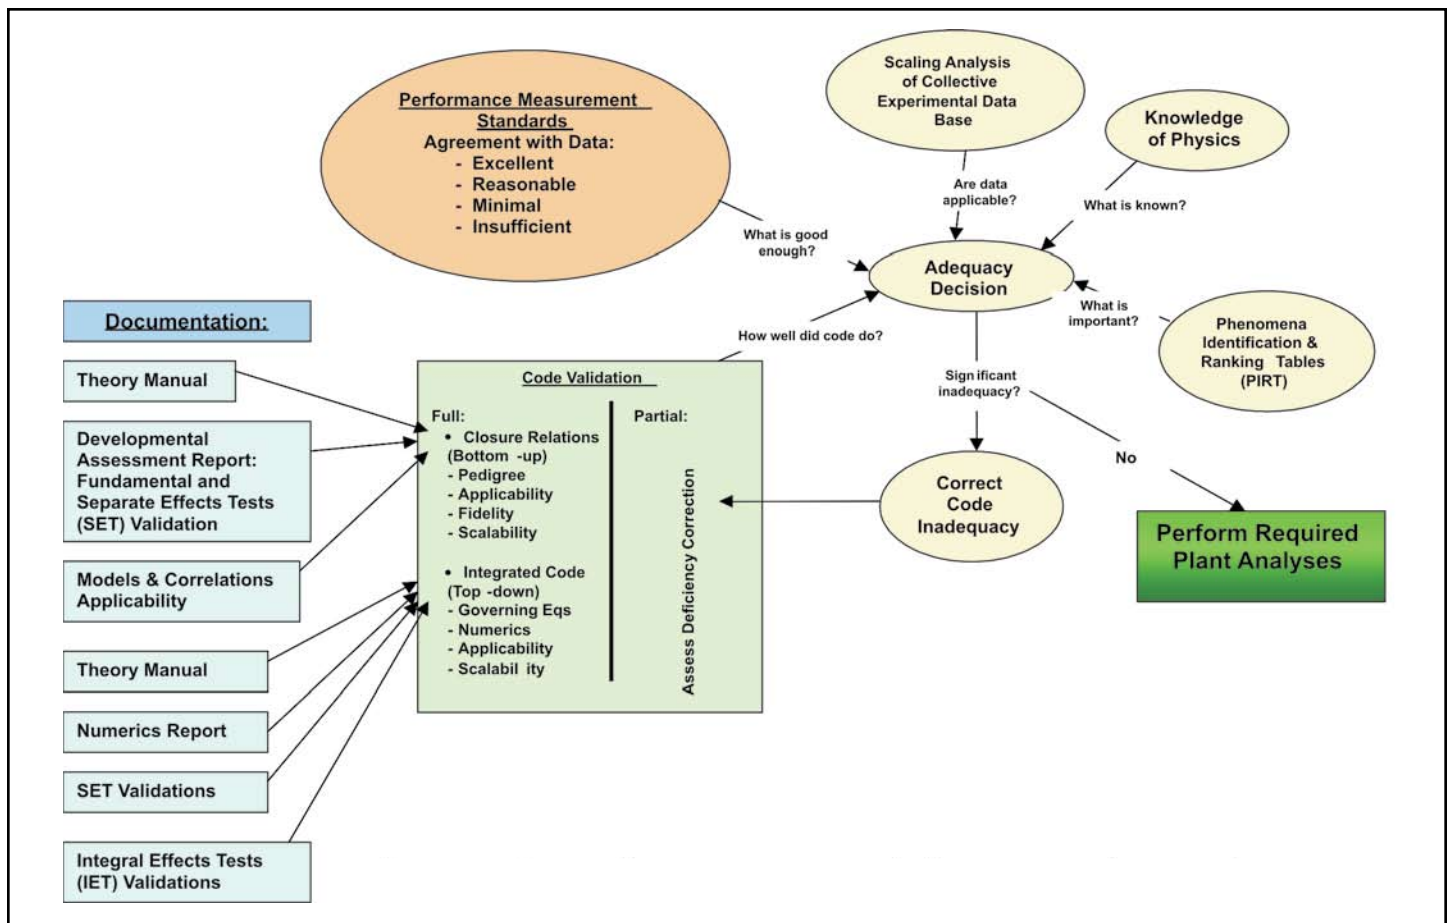 Performance Measurement
Standards
Agreement with Data:
- Excellent
- Reasonable
- Minimal
- Insufficient
Scaling Analysis
of Collective
Experimental Data
Base
Knowledge
of Physics
Are data
applicable?
What is known?
What is good
enough?
Adequacy
Decision
What is
important?
Phenomena
Identification &
Ranking Tables
(PIRT)
How well did code do?
Significant
inadequacy?
No
Correct
Code
Inadequacy
Perform Required
Plant Analyses
Documentation:
Theory Manual
Developmental
Assessment Report:
Fundamental and
Separate Effects Tests
(SET) Validation
Models & Correlations
Applicability
Theory Manual
Numerics Report
SET Validations
Integral Effects Tests
(IET) Validations
Code Validation
Full:
• Closure Relations
(Bottom -up)
- Pedigree
- Applicability
- Fidelity
- Scalability
• Integrated Code
(Top -down)
- Governing Eqs
- Numerics
- Applicability
- Scalabil ity
Partial:
Assess Deficiency Correction